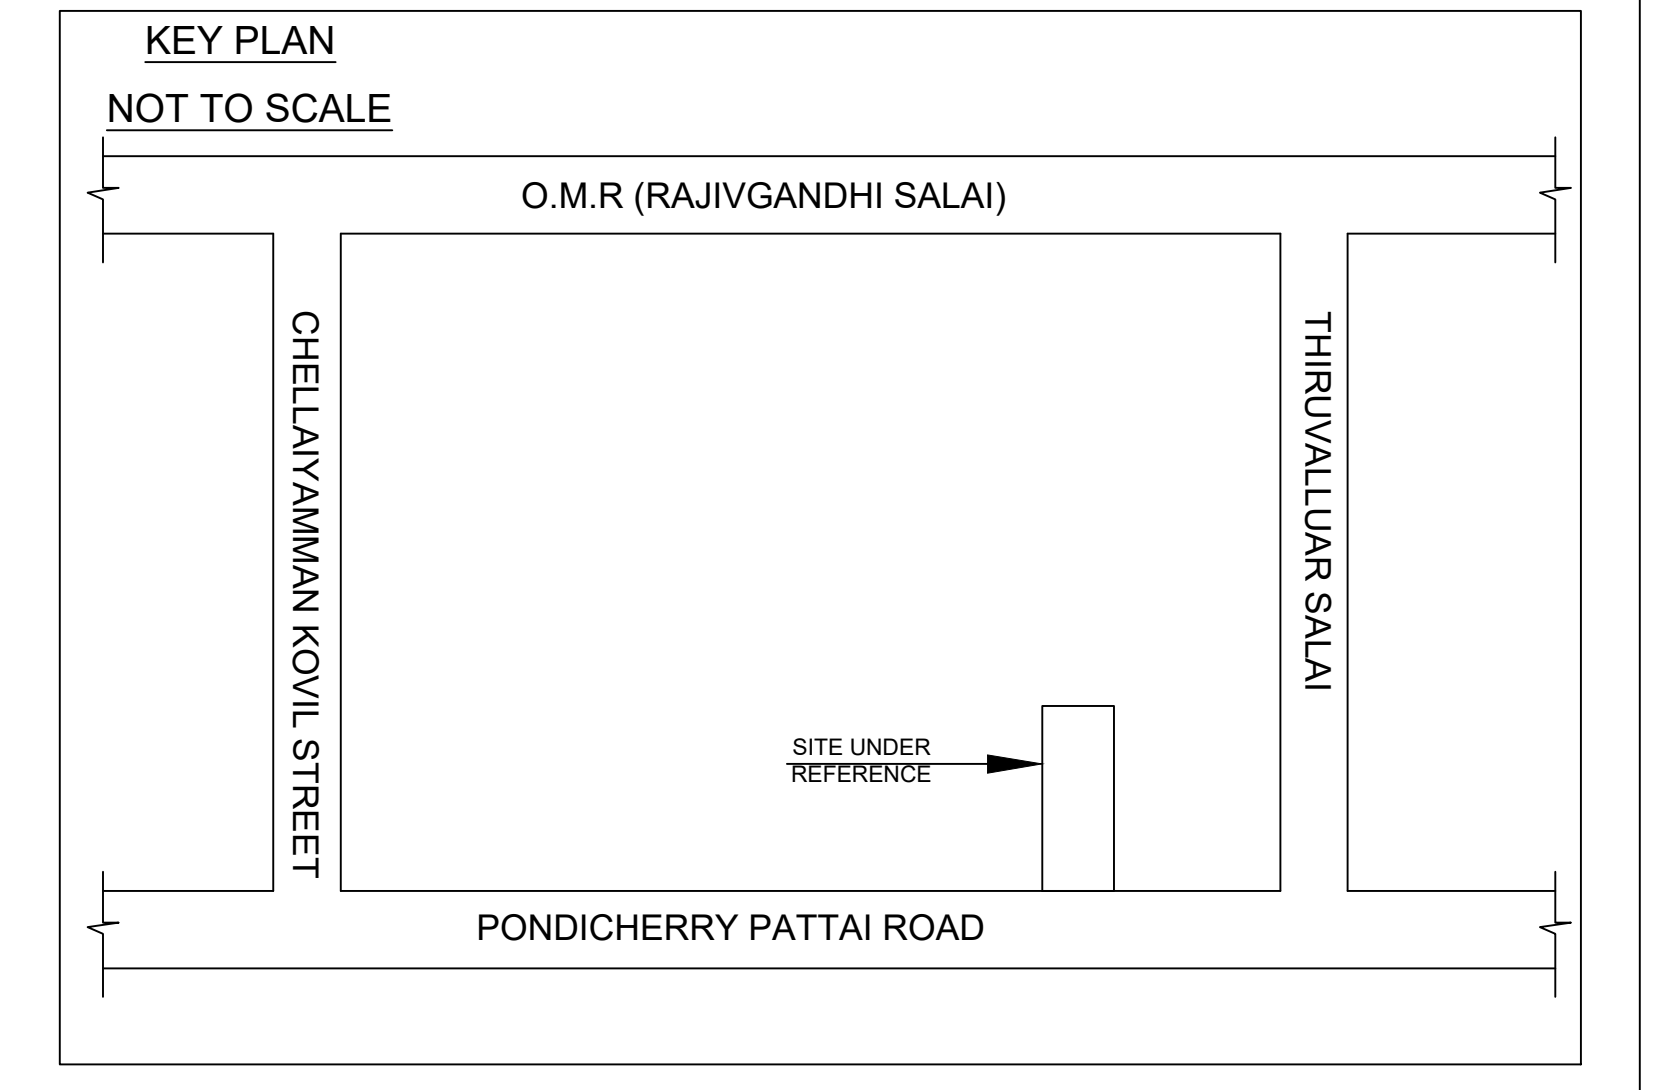 KEY PLAN
NOT TO SCALE
O.M.R (RAJIVGANDHI SALAI)
CHELLAIYAMMAN KOVIL STREET
THIRUVALLUAR SALAI
SITE UNDER
REFERENCE
PONDICHERRY PATTAI ROAD